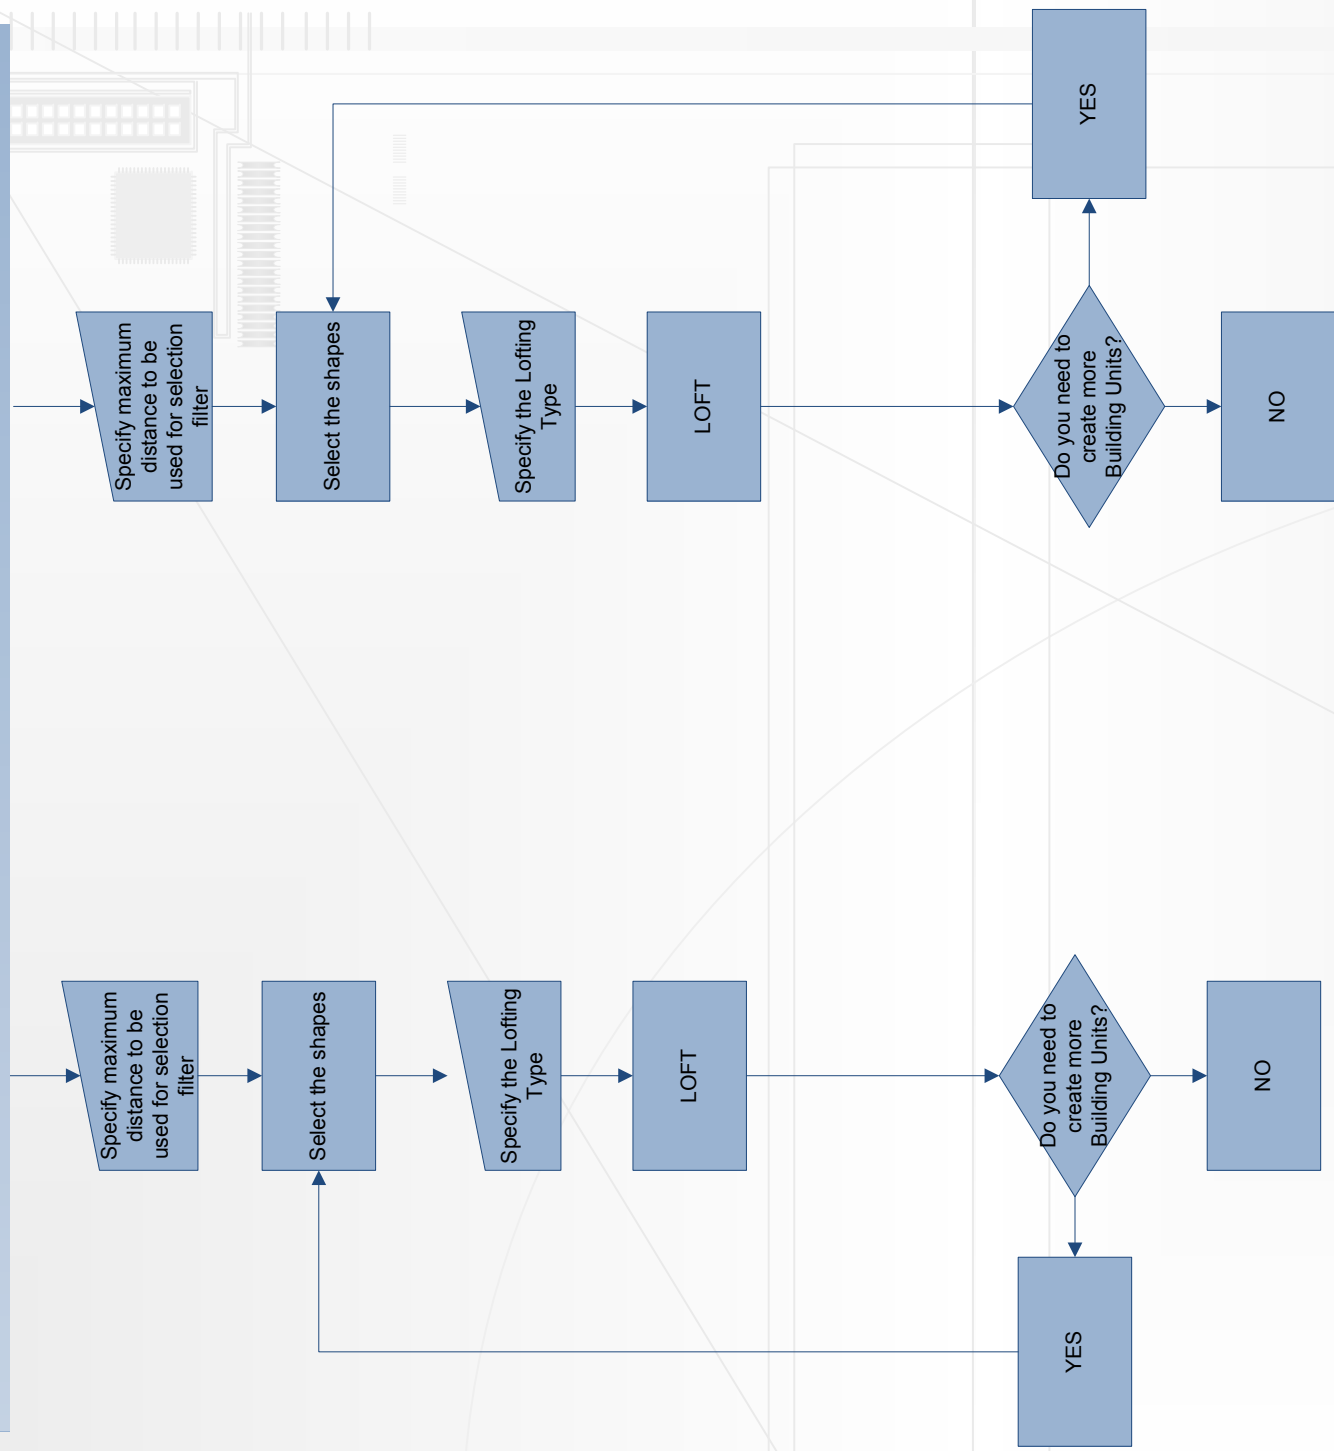 Specify maximum
distance to be
used for selection
filter
Select the shapes
Specify the Lofting
Type
LOFT
Do you need to
create more
Building Units?
YES
NO
Specify maximum
distance to be
used for selection
filter
Select the shapes
Specify the Lofting
Type
LOFT
Do you need to
create more
Building Units?
YES
NO